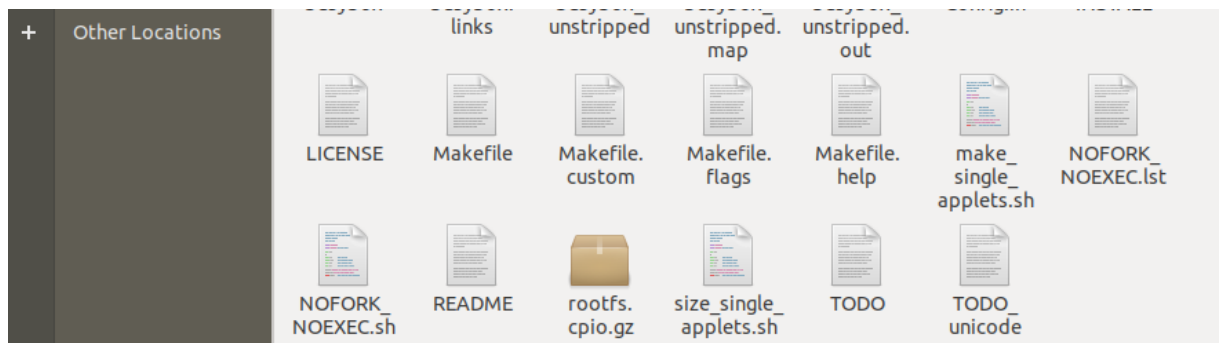 + Other Locations
links unstripped unstripped. unstripped.
map out
LICENSE Makefile Makefile. Makefile. Makefile. make_ NOFORK_
custom flags help single_ NOEXEC.lst
applets.sh
NOFORK_ README rootfs. size_single_ TODO TODO_
NOEXEC.sh cpio.gz applets.sh unicode